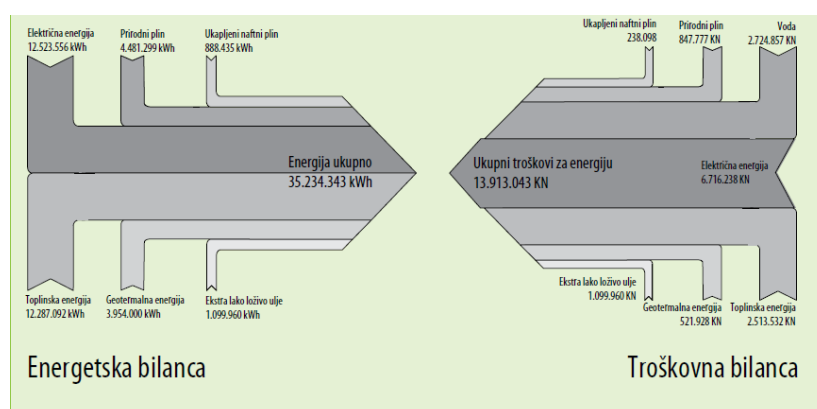 Električna energija
12.523.556 kWh
Prirodni plin
4.481.299 kWh
Ukapljeni naftni plin
888.435 kWh
Energija ukupno
35.234.343 kWh
Toplinska energija
12.287.092 kWh
Geotermalna energija
3.954.000 kWh
Ekstra lako loživo ulje
1.099.960 kWh
Energetska bilanca
Ukapljeni naftni plin
238.098
Prirodni plin
847.777 KN
Voda
2.724.857 KN
Ukupni troškovi za energiju
13.913.043 KN
Električna energija
6.716.238 KN
Ekstra lako loživo ulje
1.099.960 KN
Geotermalna energija
521.928 KN
Toplinska energija
2.513.532 KN
Troškovna bilanca